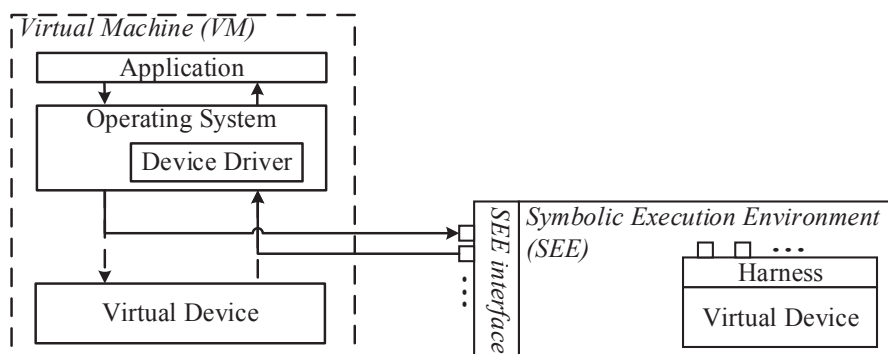 Virtual Machine (VM)
Application
Operating System
Device Driver
Virtual Device
SEE interface
Symbolic Execution Environment
(SEE)
Harness
Virtual Device